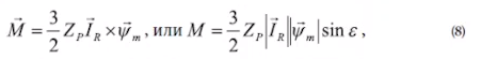 M⃗ = 3/2 Z_P I⃗_R × ψ⃗_m, или M = 3/2 Z_P |I⃗_R| |ψ⃗_m| sin ε, (8)